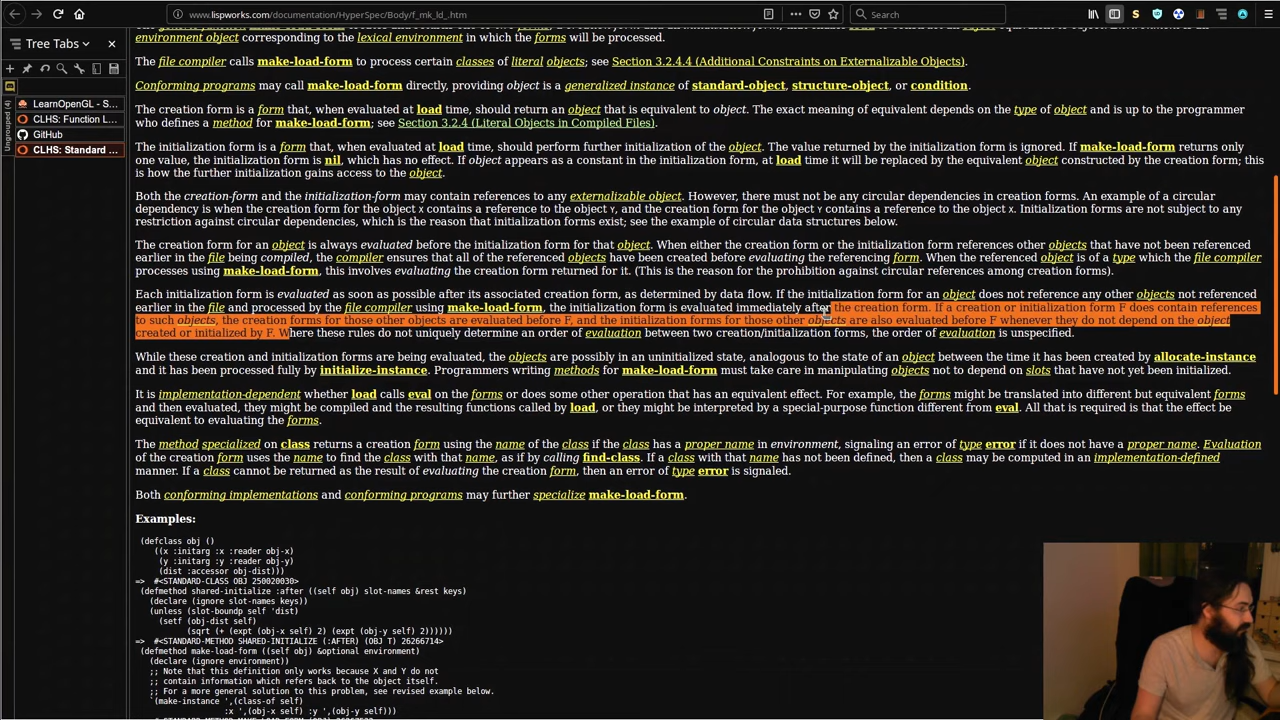 www.lispworks.com/documentation/HyperSpec/Body/f_mk_ld_.htm
Search
Tree Tabs
environment object corresponding to the lexical environment in which the forms will be processed.
The file compiler calls make-load-form to process certain classes of literal objects; see Section 3.2.4.4 (Additional Constraints on Externalizable Objects).
Conforming programs may call make-load-form directly, providing object is a generalized instance of standard-object, structure-object, or condition.
Ungrouped (4)
LearnOpenGL - S...
CLHS: Function L...
GitHub
CLHS: Standard ...
The creation form is a form that, when evaluated at load time, should return an object that is equivalent to object. The exact meaning of equivalent depends on the type of object and is up to the programmer
who defines a method for make-load-form; see Section 3.2.4 (Literal Objects in Compiled Files).
The initialization form is a form that, when evaluated at load time, should perform further initialization of the object. The value returned by the initialization form is ignored. If make-load-form returns only
one value, the initialization form is nil, which has no effect. If object appears as a constant in the initialization form, at load time it will be replaced by the equivalent object constructed by the creation form; this
is how the further initialization gains access to the object.
Both the creation-form and the initialization-form may contain references to any externalizable object. However, there must not be any circular dependencies in creation forms. An example of a circular
dependency is when the creation form for the object X contains a reference to the object Y, and the creation form for the object Y contains a reference to the object X. Initialization forms are not subject to any
restriction against circular dependencies, which is the reason that initialization forms exist; see the example of circular data structures below.
The creation form for an object is always evaluated before the initialization form for that object. When either the creation form or the initialization form references other objects that have not been referenced
earlier in the file being compiled, the compiler ensures that all of the referenced objects have been created before evaluating the referencing form. When the referenced object is of a type which the file compiler
processes using make-load-form, this involves evaluating the creation form returned for it. (This is the reason for the prohibition against circular references among creation forms).
Each initialization form is evaluated as soon as possible after its associated creation form, as determined by data flow. If the initialization form for an object does not reference any other objects not referenced
earlier in the file and processed by the file compiler using make-load-form, the initialization form is evaluated immediately after the creation form. If a creation or initialization form F does contain references
to such objects, the creation forms for those other objects are evaluated before F, and the initialization forms for those other objects are also evaluated before F whenever they do not depend on the object
created or initialized by F. Where these rules do not uniquely determine an order of evaluation between two creation/initialization forms, the order of evaluation is unspecified.
While these creation and initialization forms are being evaluated, the objects are possibly in an uninitialized state, analogous to the state of an object between the time it has been created by allocate-instance
and it has been processed fully by initialize-instance. Programmers writing methods for make-load-form must take care in manipulating objects not to depend on slots that have not yet been initialized.
It is implementation-dependent whether load calls eval on the forms or does some other operation that has an equivalent effect. For example, the forms might be translated into different but equivalent forms
and then evaluated, they might be compiled and the resulting functions called by load, or they might be interpreted by a special-purpose function different from eval. All that is required is that the effect be
equivalent to evaluating the forms.
The method specialized on class returns a creation form using the name of the class if the class has a proper name in environment, signaling an error of type error if it does not have a proper name. Evaluation
of the creation form uses the name to find the class with that name, as if by calling find-class. If a class with that name has not been defined, then a class may be computed in an implementation-defined
manner. If a class cannot be returned as the result of evaluating the creation form, then an error of type error is signaled.
Both conforming implementations and conforming programs may further specialize make-load-form.
Examples:
(defclass obj ()
((x :initarg :x :reader obj-x)
(y :initarg :y :reader obj-y)
(dist :accessor obj-dist)))
=> #<STANDARD-CLASS OBJ 250020030>
(defmethod shared-initialize :after ((self obj) slot-names &rest keys)
(declare (ignore slot-names keys))
(unless (slot-boundp self 'dist)
(setf (obj-dist self)
(sqrt (+ (expt (obj-x self) 2) (expt (obj-y self) 2))))))
=> #<STANDARD-METHOD SHARED-INITIALIZE (:AFTER) (OBJ T) 26266714>
(defmethod make-load-form ((self obj) &optional environment)
(declare (ignore environment))
;; Note that this definition only works because X and Y do not
;; contain information which refers back to the object itself.
;; For a more general solution to this problem, see revised example below.
`(make-instance ',(class-of self)
:x ',(obj-x self) :y ',(obj-y self)))